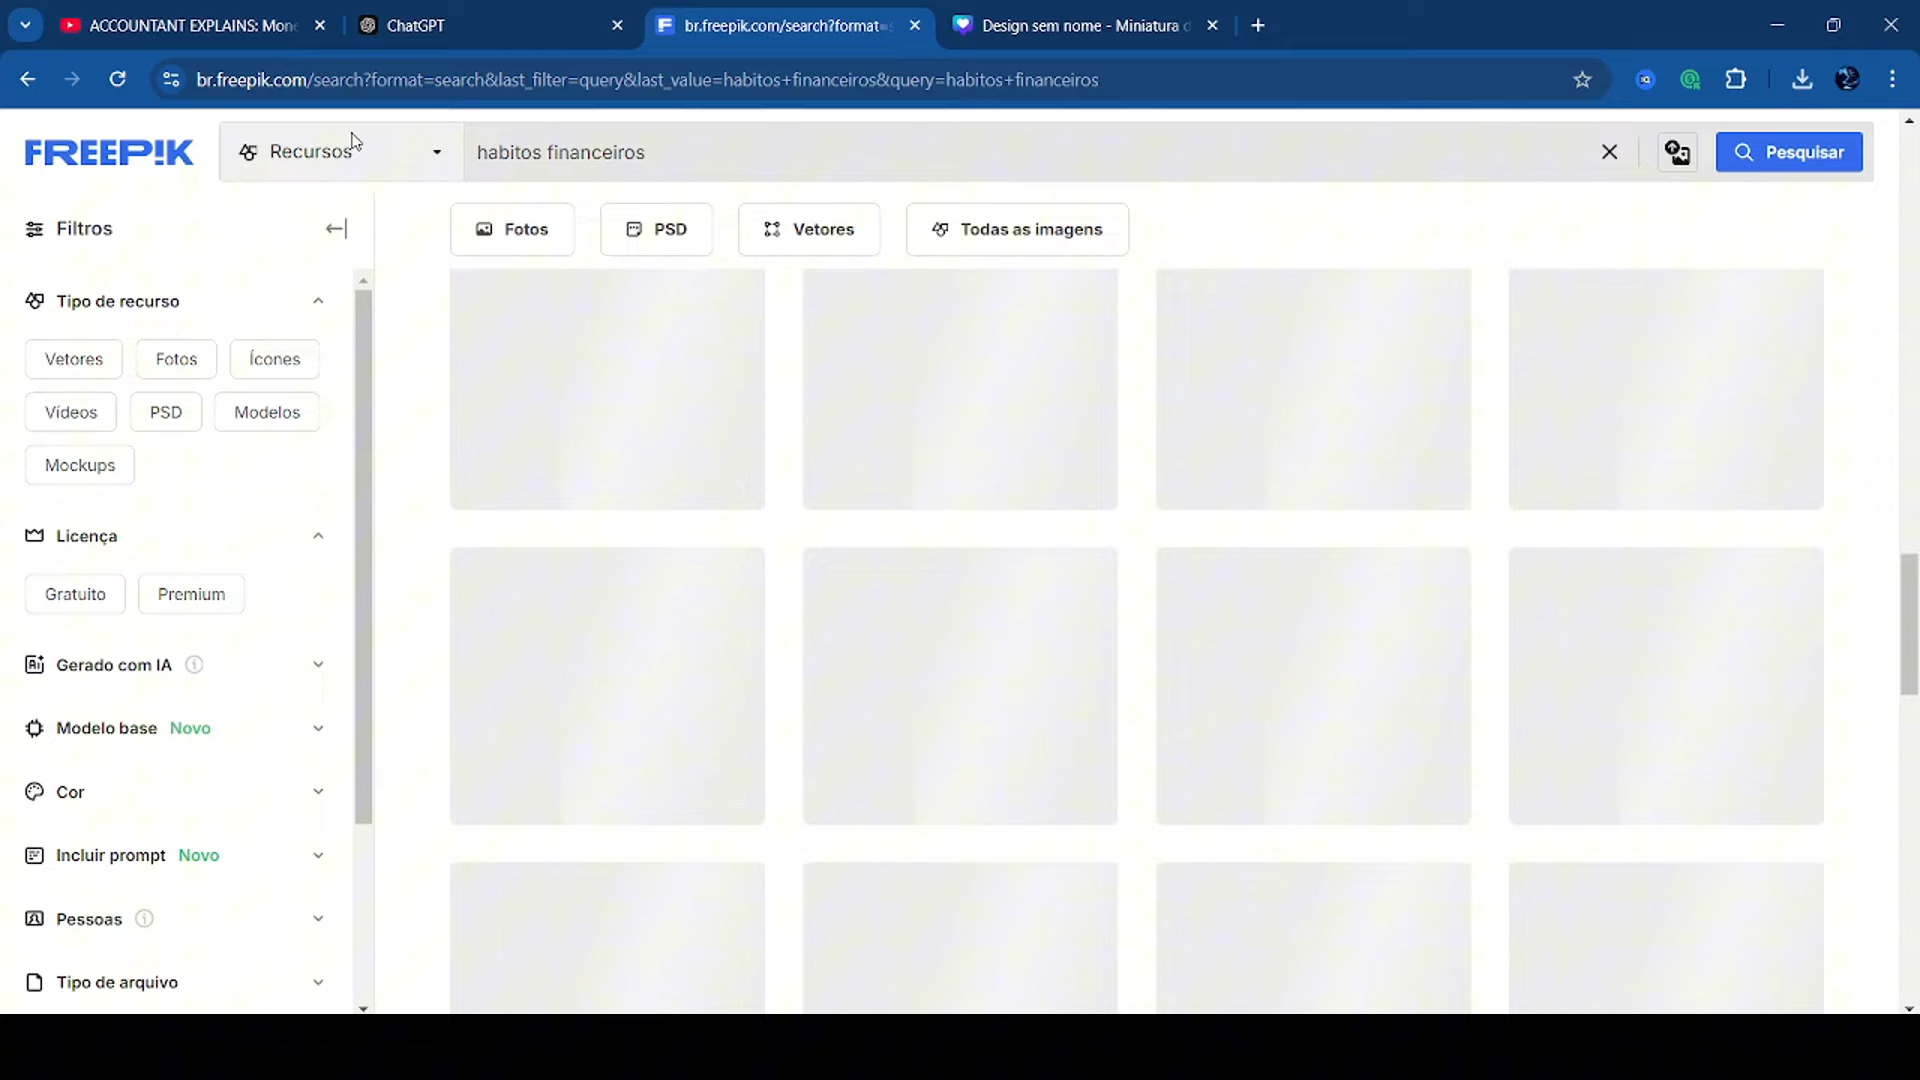 ACCOUNTANT EXPLAINS: Mone
ChatGPT
br.freepik.com/search?format=
Design sem nome - Miniatura d
br.freepik.com/search?format=search&last_filter=query&last_value=habitos+financeiros&query=habitos+financeiros
FREEP!K
Recursos
habitos financeiros
Pesquisar
Filtros
Fotos
PSD
Vetores
Todas as imagens
Tipo de recurso
Vetores
Fotos
Ícones
Vídeos
PSD
Modelos
Mockups
Licença
Gratuito
Premium
Gerado com IA
Modelo base Novo
Cor
Incluir prompt Novo
Pessoas
Tipo de arquivo